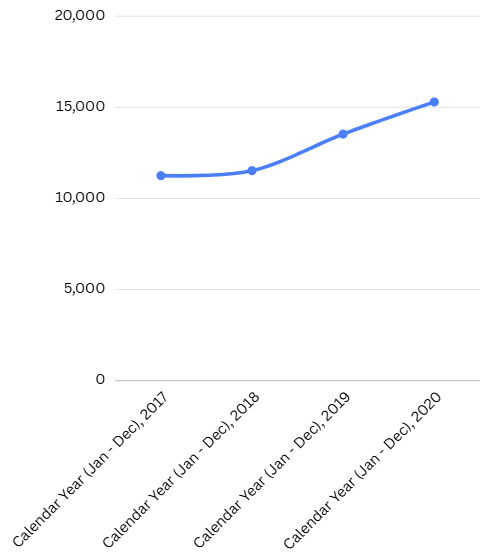 20,000
15,000
10,000
5,000
0
Calendar Year (Jan - Dec), 2017
Calendar Year (Jan - Dec), 2018
Calendar Year (Jan - Dec), 2019
Calendar Year (Jan - Dec), 2020